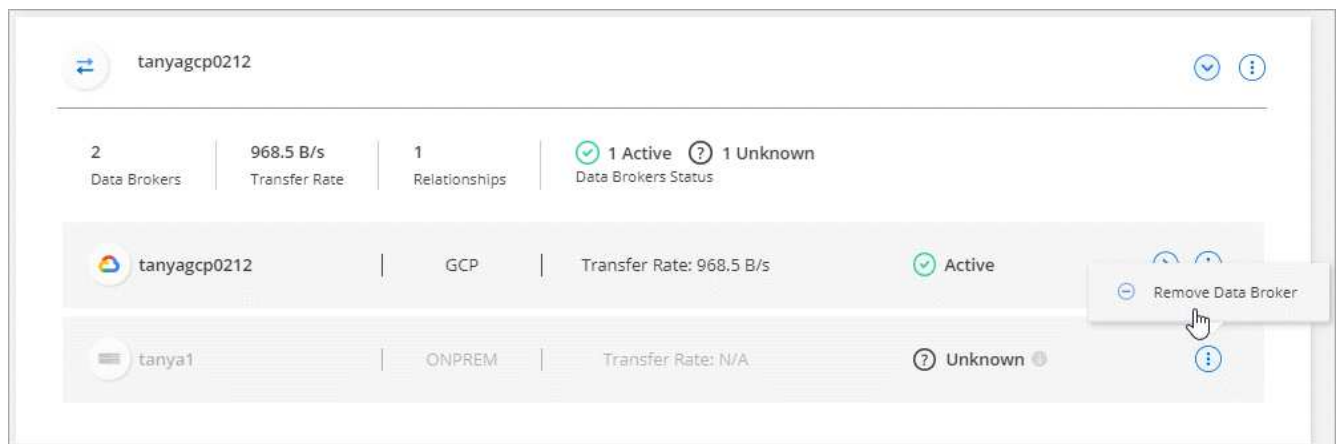 tanyagcp0212
2 968.5 B/s 1 1 Active ? 1 Unknown
Data Brokers Transfer Rate Relationships Data Brokers Status
tanyagcp0212 GCP Transfer Rate: 968.5 B/s Active
Remove Data Broker
tanya1 ONPREM Transfer Rate: N/A ? Unknown